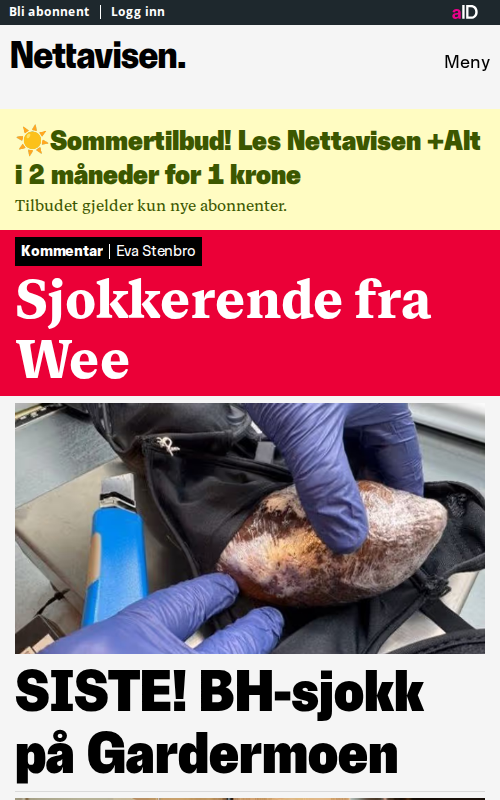 Bli abonnent | Logg inn
aID
Nettavisen.
Meny
☀️Sommertilbud! Les Nettavisen +Alt
i 2 måneder for 1 krone
Tilbudet gjelder kun nye abonnenter.
Kommentar | Eva Stenbro
Sjokkerende fra
Wee
SISTE! BH-sjokk
på Gardermoen